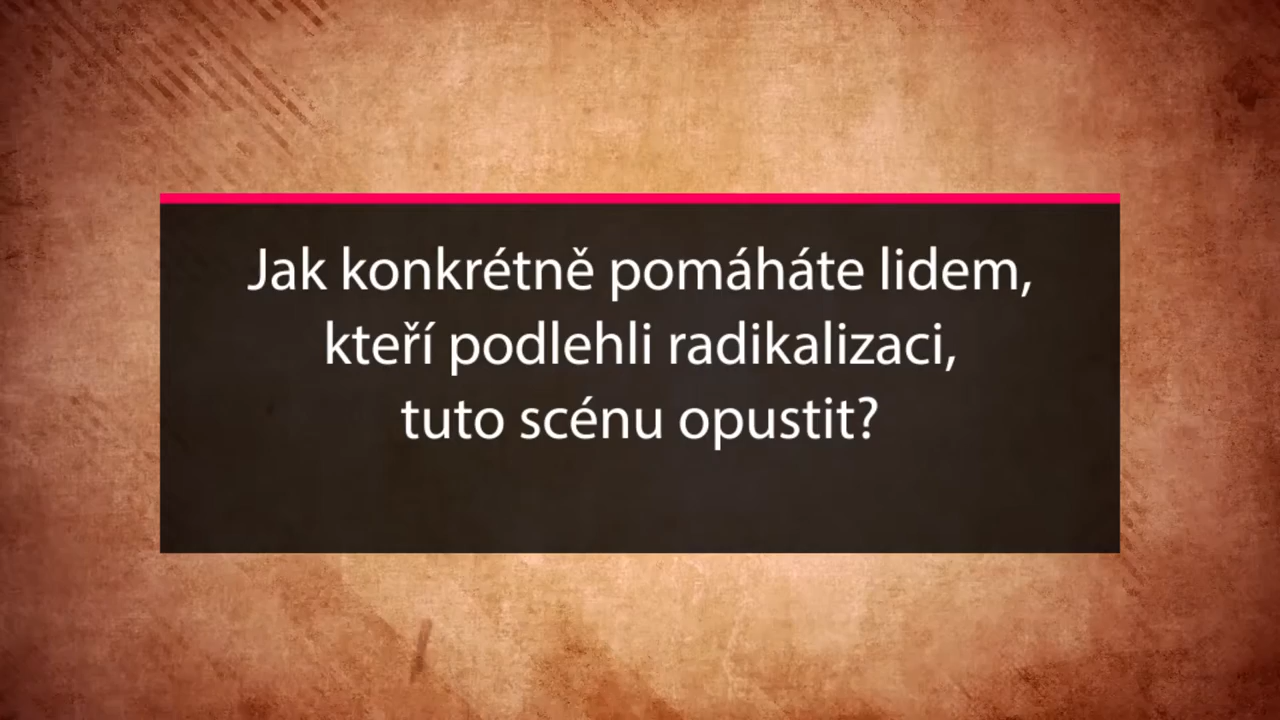 Jak konkrétně pomáháte lidem,
kteří podlehli radikalizaci,
tuto scénu opustit?